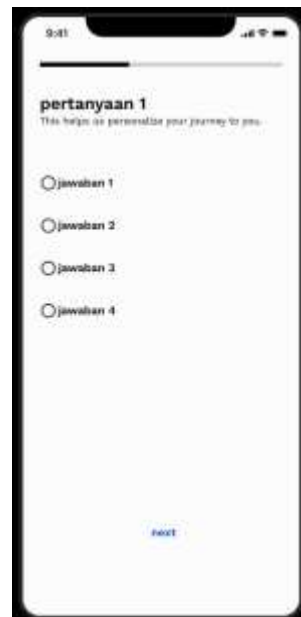 9:41
pertanyaan 1
This helps us personalize your journey to you.
jawaban 1
jawaban 2
jawaban 3
jawaban 4
next